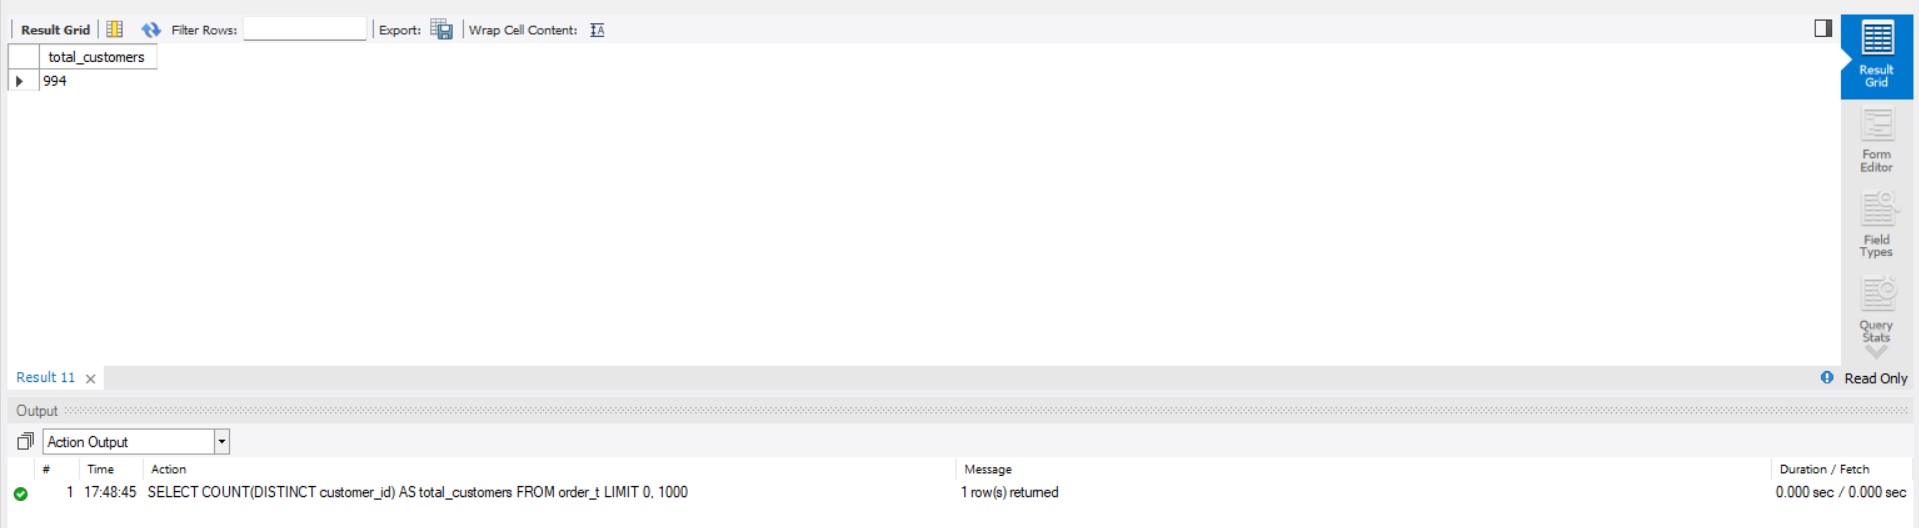 Result Grid Filter Rows: Export: Wrap Cell Content:
total_customers
994
Result
Grid
Form
Editor
Field
Types
Query
Stats
Result 11 Read Only
Output
Action Output
# Time Action Message Duration / Fetch
1 17:48:45 SELECT COUNT(DISTINCT customer_id) AS total_customers FROM order_t LIMIT 0, 1000 1 row(s) returned 0.000 sec / 0.000 sec